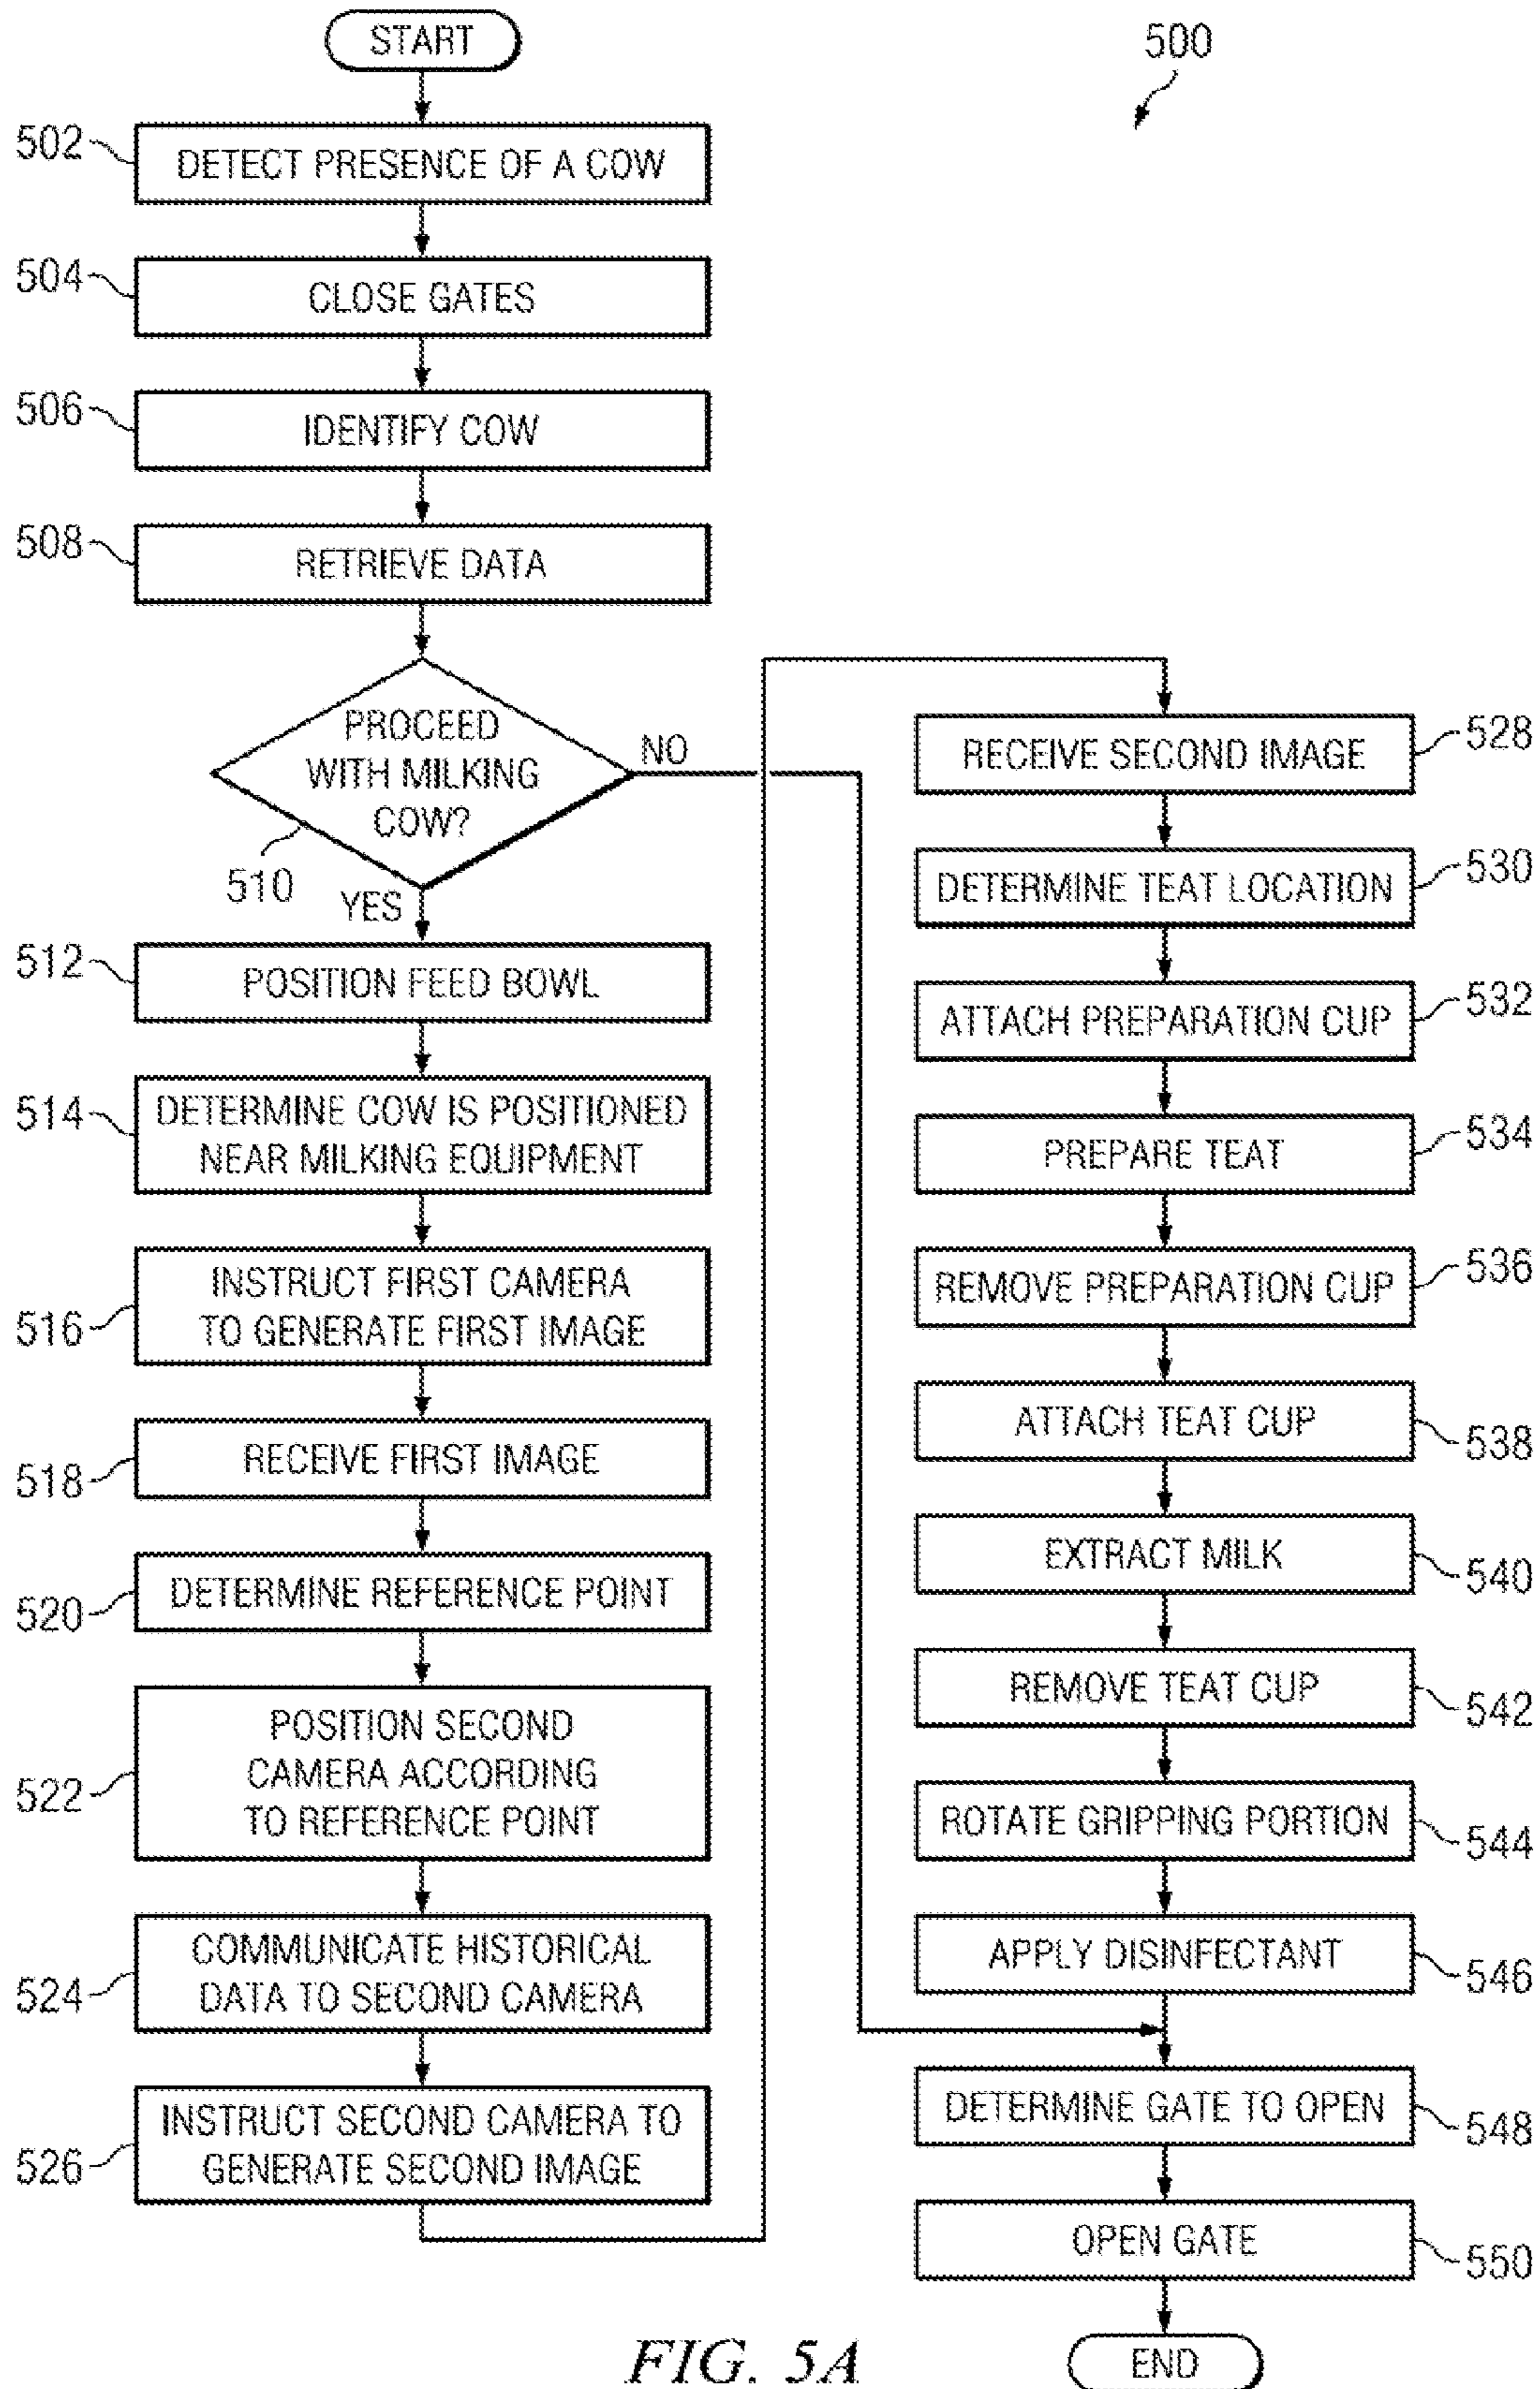 START
500
502
DETECT PRESENCE OF A COW
504
CLOSE GATES
506
IDENTIFY COW
508
RETRIEVE DATA
PROCEED
WITH MILKING
COW?
NO
510
YES
512
POSITION FEED BOWL
514
DETERMINE COW IS POSITIONED
NEAR MILKING EQUIPMENT
516
INSTRUCT FIRST CAMERA
TO GENERATE FIRST IMAGE
518
RECEIVE FIRST IMAGE
520
DETERMINE REFERENCE POINT
522
POSITION SECOND
CAMERA ACCORDING
TO REFERENCE POINT
524
COMMUNICATE HISTORICAL
DATA TO SECOND CAMERA
526
INSTRUCT SECOND CAMERA TO
GENERATE SECOND IMAGE
RECEIVE SECOND IMAGE
528
DETERMINE TEAT LOCATION
530
ATTACH PREPARATION CUP
532
PREPARE TEAT
534
REMOVE PREPARATION CUP
536
ATTACH TEAT CUP
538
EXTRACT MILK
540
REMOVE TEAT CUP
542
ROTATE GRIPPING PORTION
544
APPLY DISINFECTANT
546
DETERMINE GATE TO OPEN
548
OPEN GATE
550
END
FIG. 5A